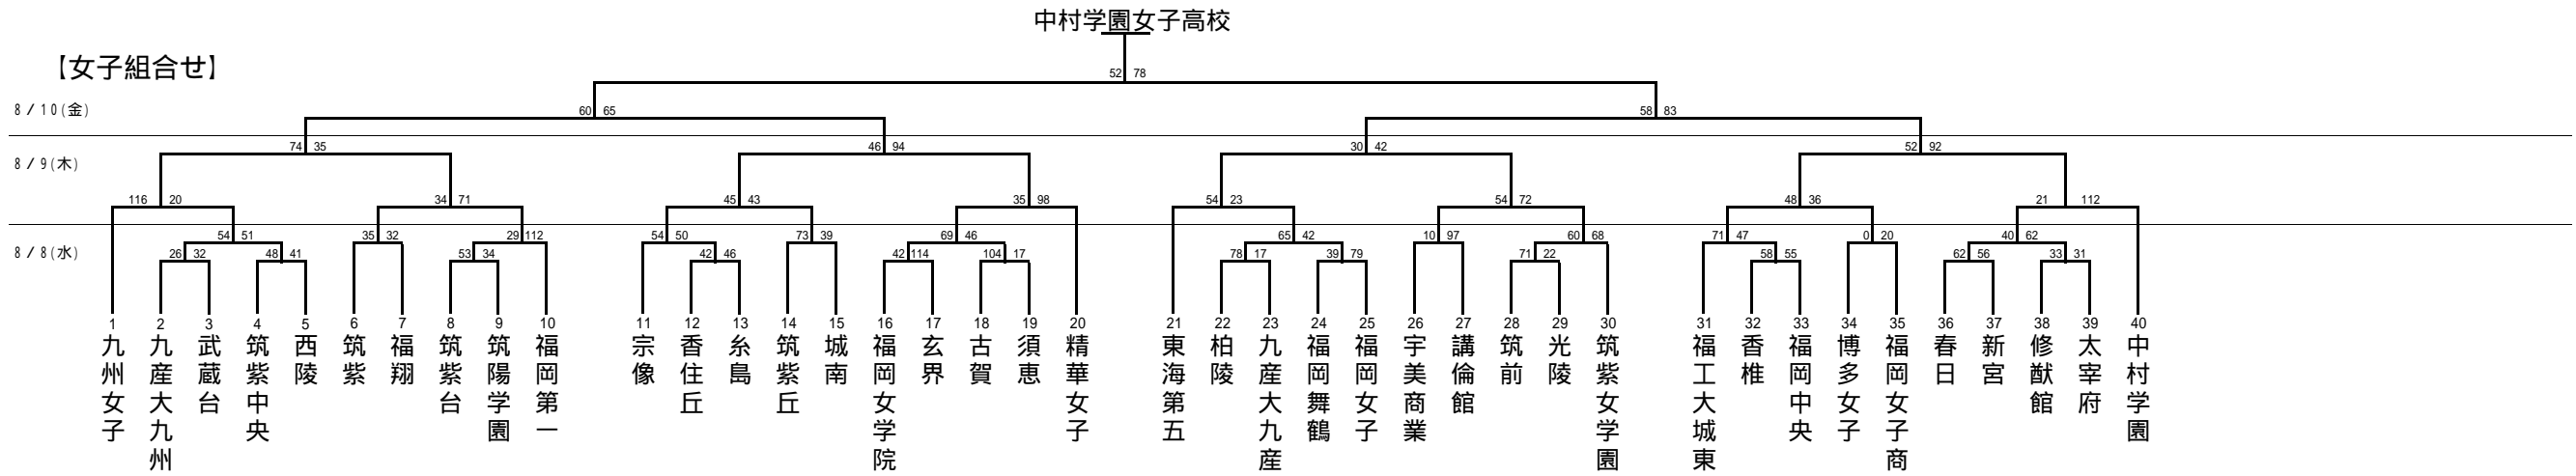 中村学園女子高校
【女子組合せ】
52 78
8/10(金)
60 65 58 83
8/9(木)
74 35 46 94 30 42 52 92
116 20 34 71 45 43 35 98 54 23 54 72 48 36 21 112
8/8(水)
54 51 35 32 29 112 54 50 73 39 69 46 65 42 10 97 60 68 71 47 0 20 40 62
26 32 48 41 53 34 42 46 42 114 104 17 78 17 39 79 71 22 58 55 62 56 33 31
1 2 3 4 5 6 7 8 9 10 11 12 13 14 15 16 17 18 19 20 21 22 23 24 25 26 27 28 29 30 31 32 33 34 35 36 37 38 39 40
九州女子
九産大九州
武蔵台
筑紫中央
西陵
筑紫
福翔
筑紫台
筑陽学園
福岡第一
宗像
香住丘
糸島
筑紫丘
城南
福岡女学院
玄界
古賀
須恵
精華女子
東海第五
柏陵
九産大九産
福岡舞鶴
福岡女子
宇美商業
講倫館
筑前
光陵
筑紫女学園
福工大城東
香椎
福岡中央
博多女子
福岡女子商
春日
新宮
修猷館
太宰府
中村学園